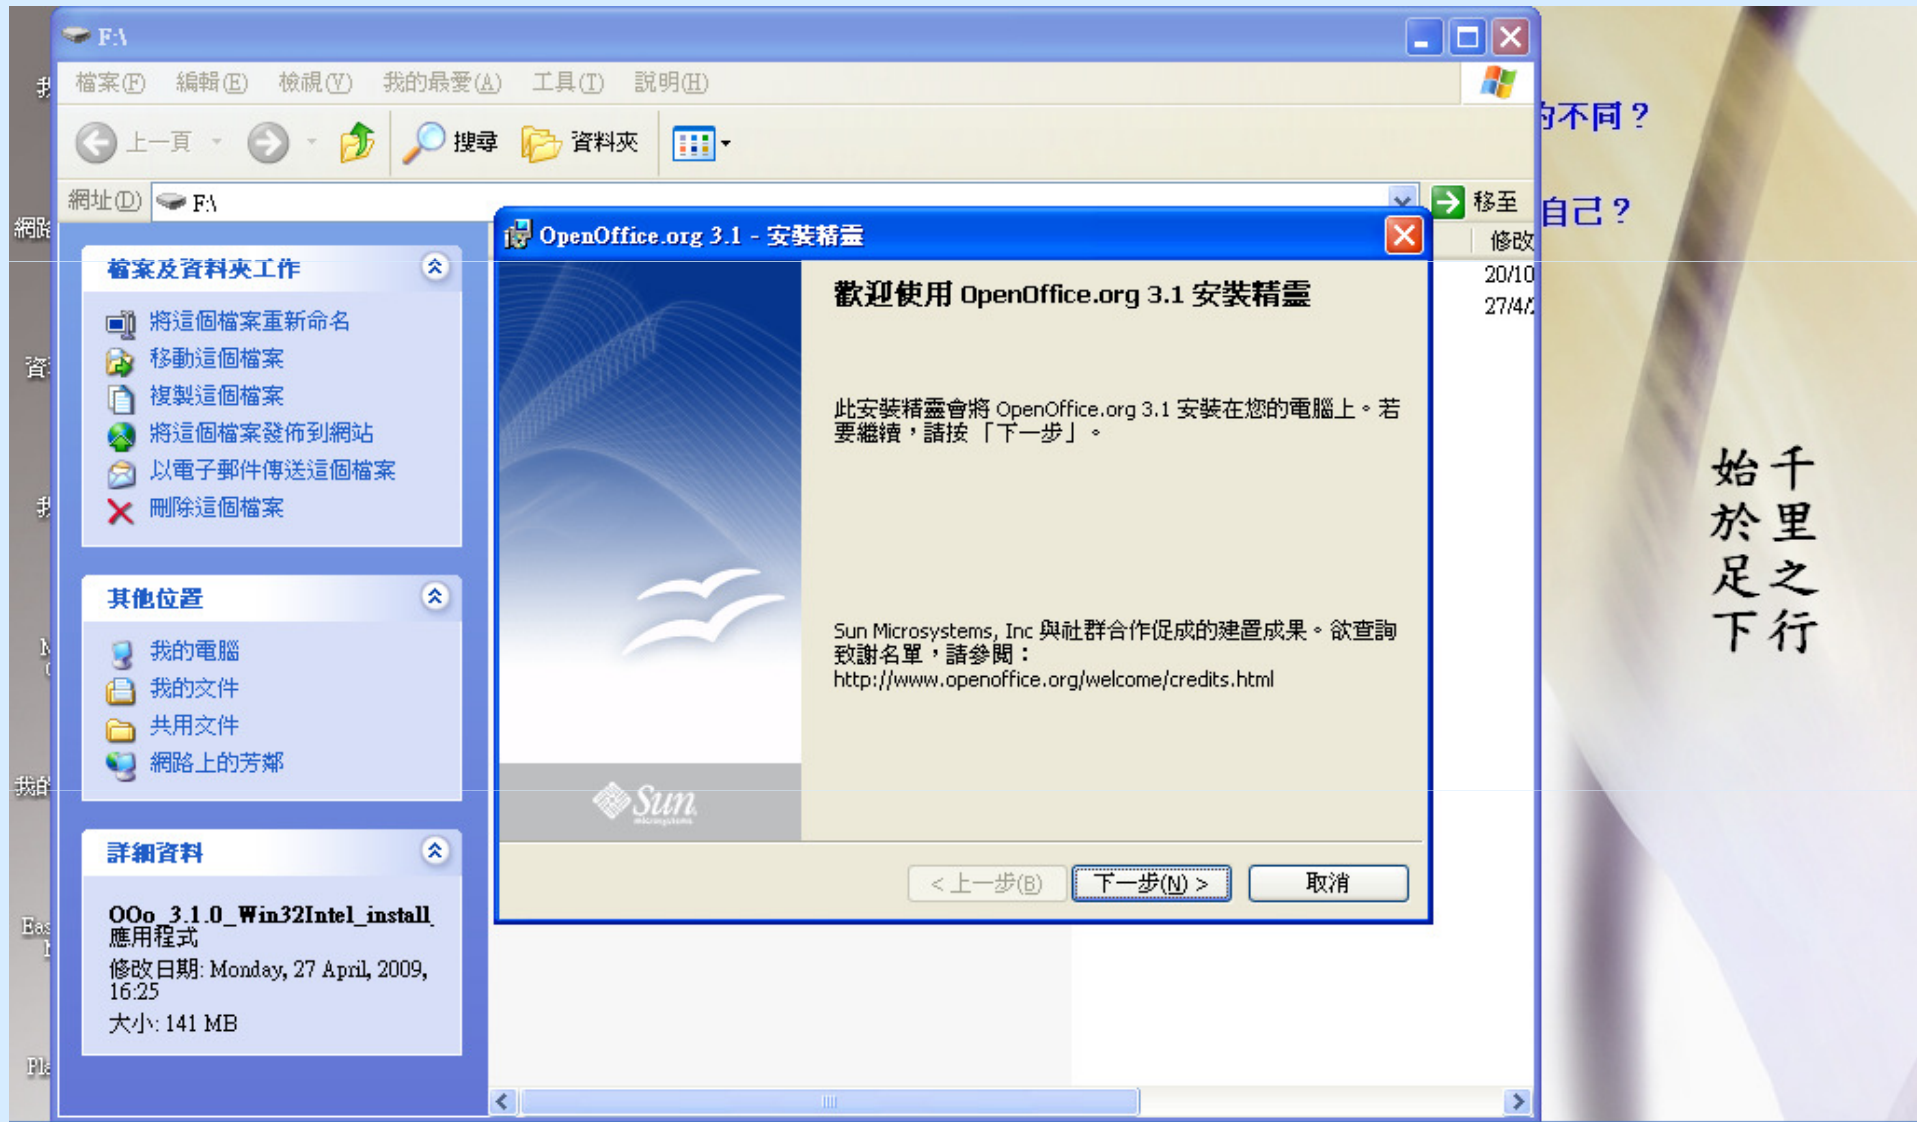 F:\
檔案(F) 編輯(E) 檢視(V) 我的最愛(A) 工具(T) 說明(H)
上一頁 搜尋 資料夾
網址(D) F:\ 移至
OpenOffice.org 3.1 - 安裝精靈
修改
20/10
27/4/2
檔案及資料夾工作
將這個檔案重新命名
移動這個檔案
複製這個檔案
將這個檔案發佈到網站
以電子郵件傳送這個檔案
刪除這個檔案
其他位置
我的電腦
我的文件
共用文件
網路上的芳鄰
詳細資料
OOo_3.1.0_Win32Intel_install_
應用程式
修改日期: Monday, 27 April, 2009,
16:25
大小: 141 MB
歡迎使用 OpenOffice.org 3.1 安裝精靈
此安裝精靈會將 OpenOffice.org 3.1 安裝在您的電腦上。若
要繼續，請按「下一步」。
Sun Microsystems, Inc 與社群合作促成的建置成果。欲查詢
致謝名單，請參閱：
http://www.openoffice.org/welcome/credits.html
Sun
microsystems
< 上一步(B) 下一步(N) > 取消
的不同？
自己？
千里之行
始於足下
我
網路
資
我
我的
Eas
Pla